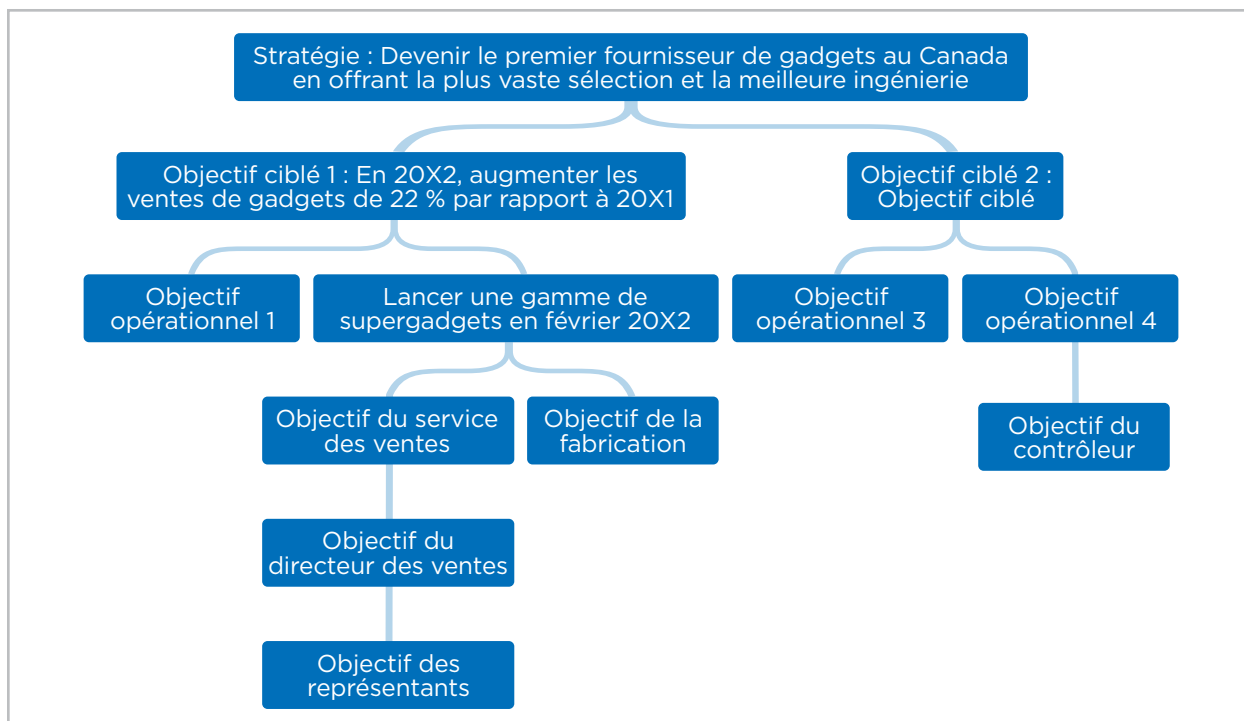 Stratégie : Devenir le premier fournisseur de gadgets au Canada
en offrant la plus vaste sélection et la meilleure ingénierie
Objectif ciblé 1 : En 20X2, augmenter les
ventes de gadgets de 22 % par rapport à 20X1
Objectif ciblé 2 :
Objectif ciblé
Objectif
opérationnel 1
Lancer une gamme de
supergadgets en février 20X2
Objectif
opérationnel 3
Objectif
opérationnel 4
Objectif du service
des ventes
Objectif de la
fabrication
Objectif du
contrôleur
Objectif du
directeur des ventes
Objectif des
représentants